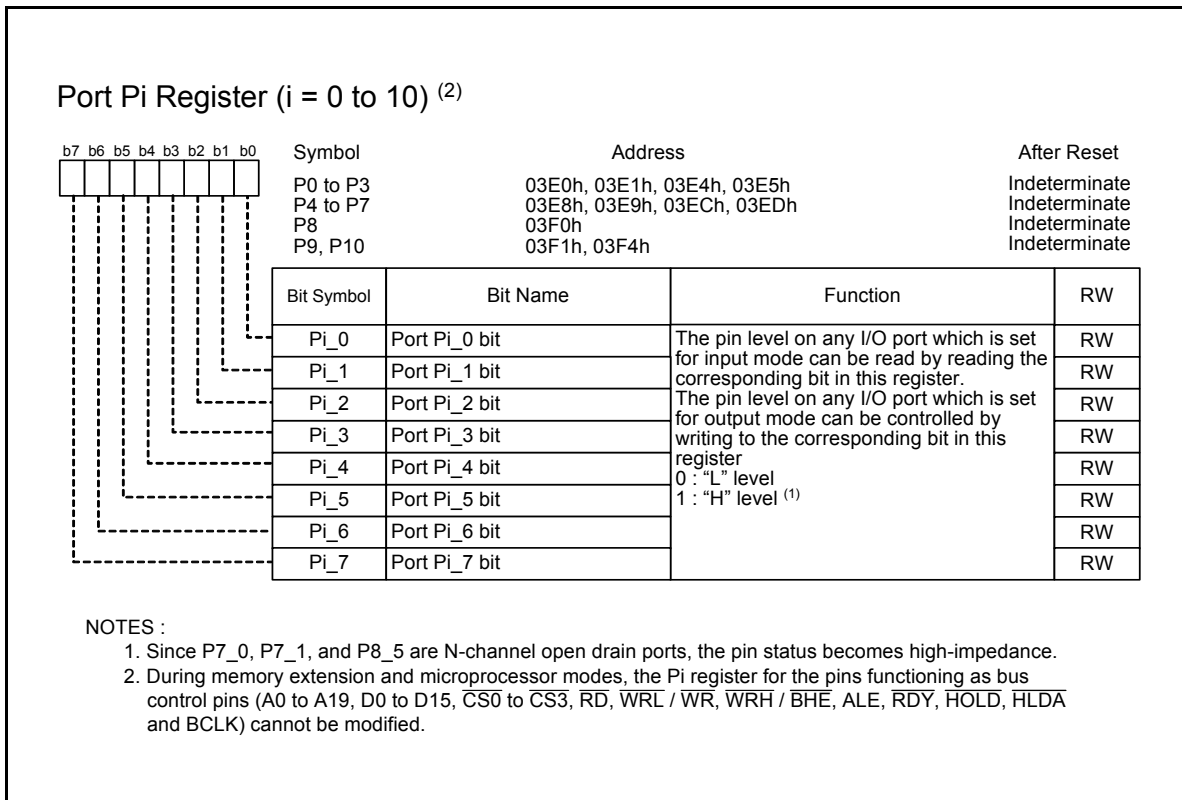 Port Pi Register (i = 0 to 10) (2)
b7 b6 b5 b4 b3 b2 b1 b0
Symbol Address After Reset
P0 to P3 03E0h, 03E1h, 03E4h, 03E5h Indeterminate
P4 to P7 03E8h, 03E9h, 03ECh, 03EDh Indeterminate
P8 03F0h Indeterminate
P9, P10 03F1h, 03F4h Indeterminate
Bit Symbol Bit Name Function RW
Pi_0 Port Pi_0 bit RW
Pi_1 Port Pi_1 bit RW
Pi_2 Port Pi_2 bit RW
Pi_3 Port Pi_3 bit RW
Pi_4 Port Pi_4 bit RW
Pi_5 Port Pi_5 bit RW
Pi_6 Port Pi_6 bit RW
Pi_7 Port Pi_7 bit RW
The pin level on any I/O port which is set
for input mode can be read by reading the
corresponding bit in this register.
The pin level on any I/O port which is set
for output mode can be controlled by
writing to the corresponding bit in this
register
0 : “L” level
1 : “H” level (1)
NOTES :
1. Since P7_0, P7_1, and P8_5 are N-channel open drain ports, the pin status becomes high-impedance.
2. During memory extension and microprocessor modes, the Pi register for the pins functioning as bus
control pins (A0 to A19, D0 to D15, CS0 to CS3, RD, WRL / WR, WRH / BHE, ALE, RDY, HOLD, HLDA
and BCLK) cannot be modified.